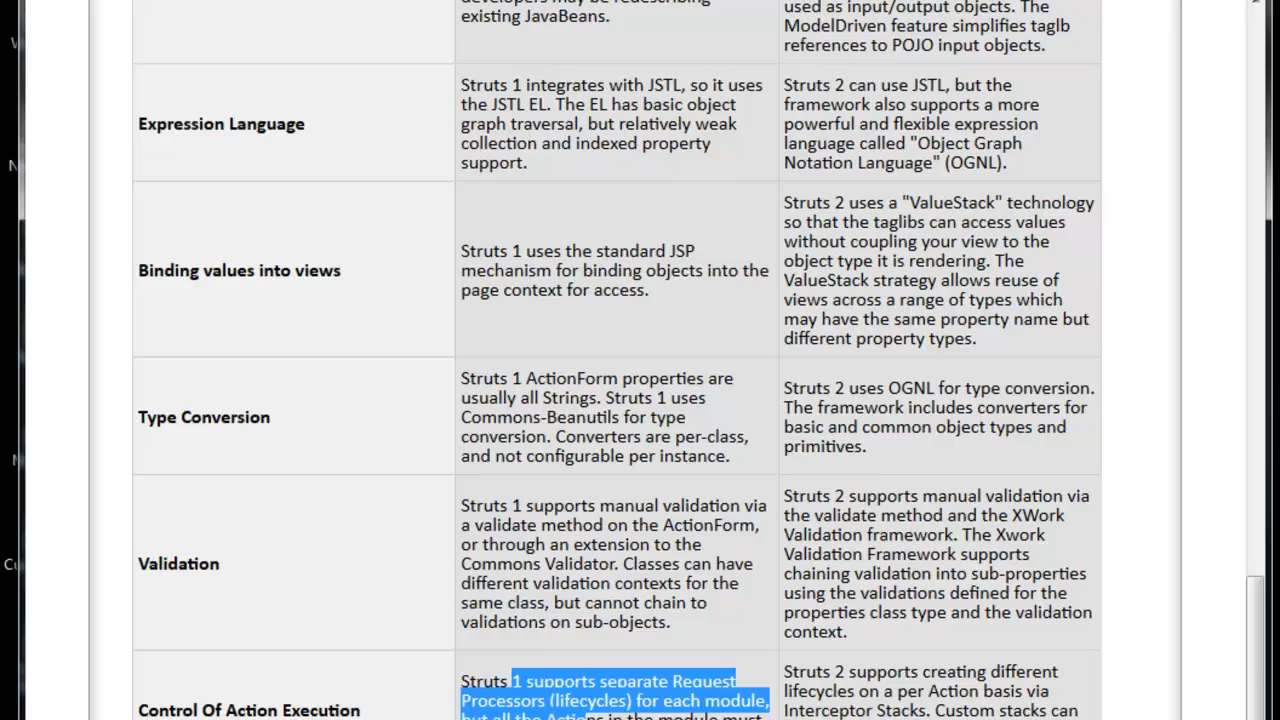 developers may be redescribing
existing JavaBeans.
used as input/output objects. The
ModelDriven feature simplifies taglb
references to POJO input objects.
Expression Language
Struts 1 integrates with JSTL, so it uses
the JSTL EL. The EL has basic object
graph traversal, but relatively weak
collection and indexed property
support.
Struts 2 can use JSTL, but the
framework also supports a more
powerful and flexible expression
language called "Object Graph
Notation Language" (OGNL).
Binding values into views
Struts 1 uses the standard JSP
mechanism for binding objects into the
page context for access.
Struts 2 uses a "ValueStack" technology
so that the taglibs can access values
without coupling your view to the
object type it is rendering. The
ValueStack strategy allows reuse of
views across a range of types which
may have the same property name but
different property types.
Type Conversion
Struts 1 ActionForm properties are
usually all Strings. Struts 1 uses
Commons-Beanutils for type
conversion. Converters are per-class,
and not configurable per instance.
Struts 2 uses OGNL for type conversion.
The framework includes converters for
basic and common object types and
primitives.
Validation
Struts 1 supports manual validation via
a validate method on the ActionForm,
or through an extension to the
Commons Validator. Classes can have
different validation contexts for the
same class, but cannot chain to
validations on sub-objects.
Struts 2 supports manual validation via
the validate method and the XWork
Validation framework. The Xwork
Validation Framework supports
chaining validation into sub-properties
using the validations defined for the
properties class type and the validation
context.
Control Of Action Execution
Struts 1 supports separate Request
Processors (lifecycles) for each module,
but all the Actions in the module must
Struts 2 supports creating different
lifecycles on a per Action basis via
Interceptor Stacks. Custom stacks can